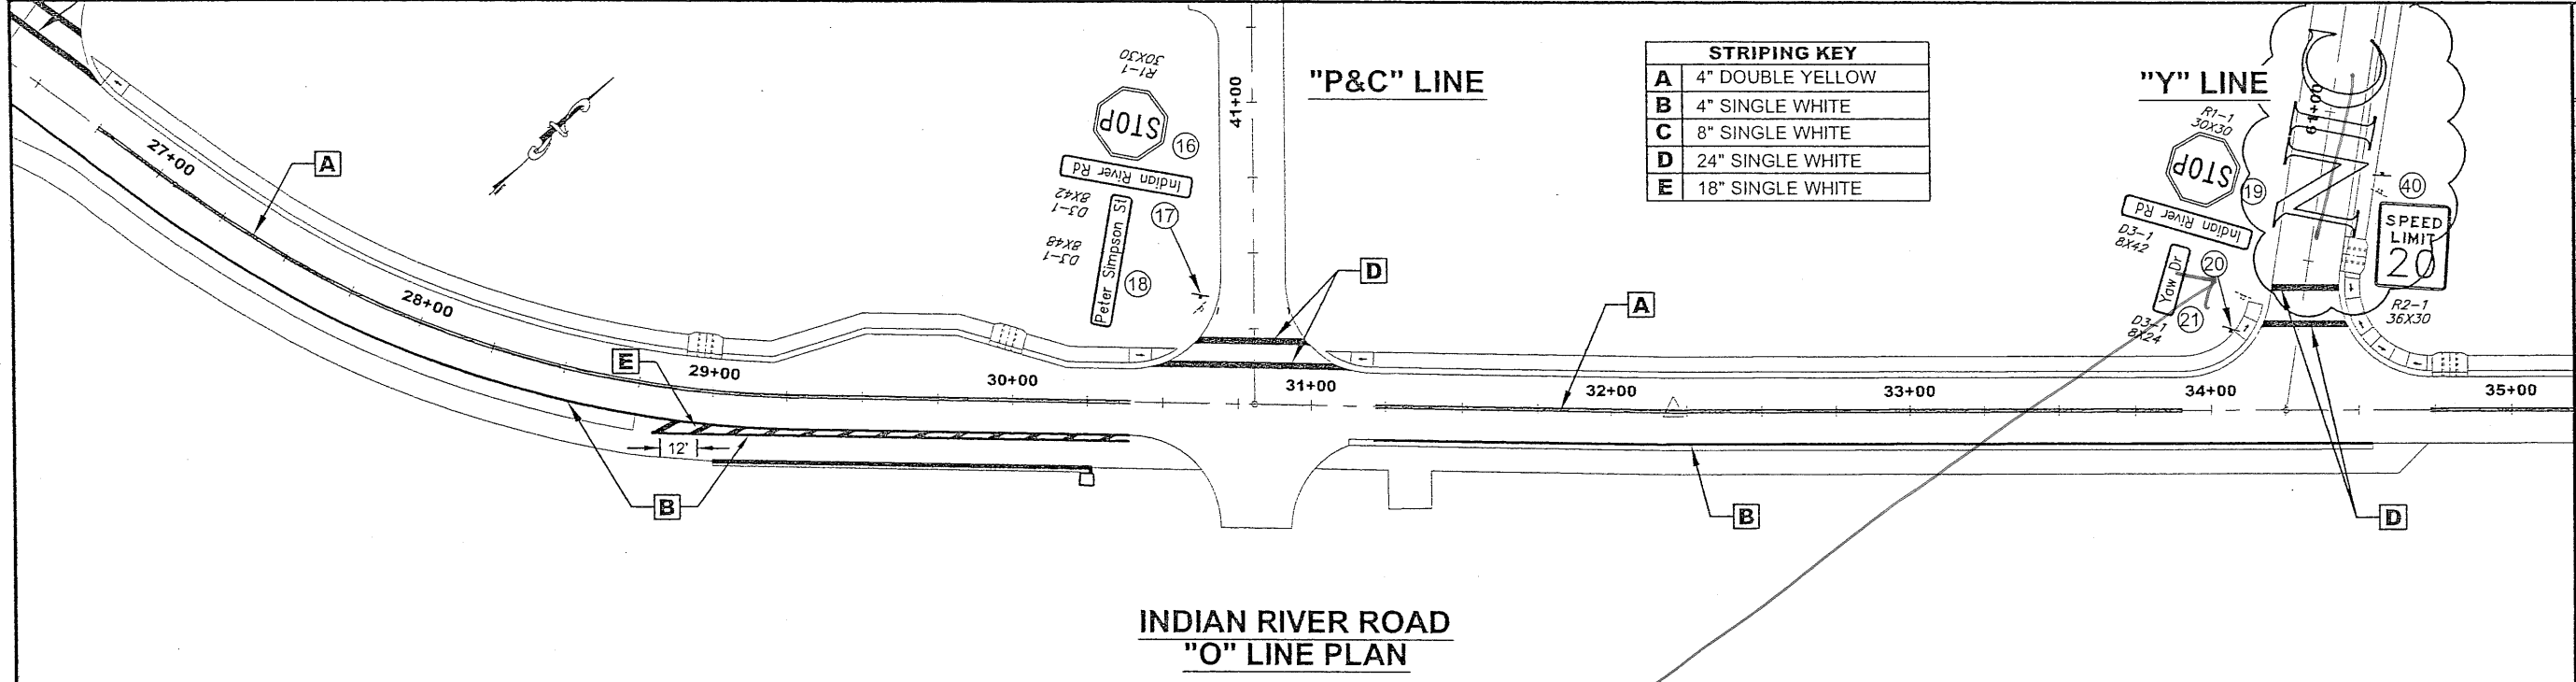 "P&C" LINE
"Y" LINE
STRIPING KEY
A 4" DOUBLE YELLOW
B 4" SINGLE WHITE
C 8" SINGLE WHITE
D 24" SINGLE WHITE
E 18" SINGLE WHITE
R1-1
30X30
STOP
16
Indian River Rd
D3-1
8X42
17
Peter Simpson St
D3-1
8X48
18
41+00
R1-1
30X30
STOP
19
Indian River Rd
D3-1
8X42
20
Yaw Dr
D3-1
8X24
21
61+00
40
SPEED
LIMIT
20
R2-1
36X30
A
27+00
28+00
E
29+00
30+00
31+00
32+00
33+00
34+00
35+00
D
A
12'
B
B
D
INDIAN RIVER ROAD
"O" LINE PLAN